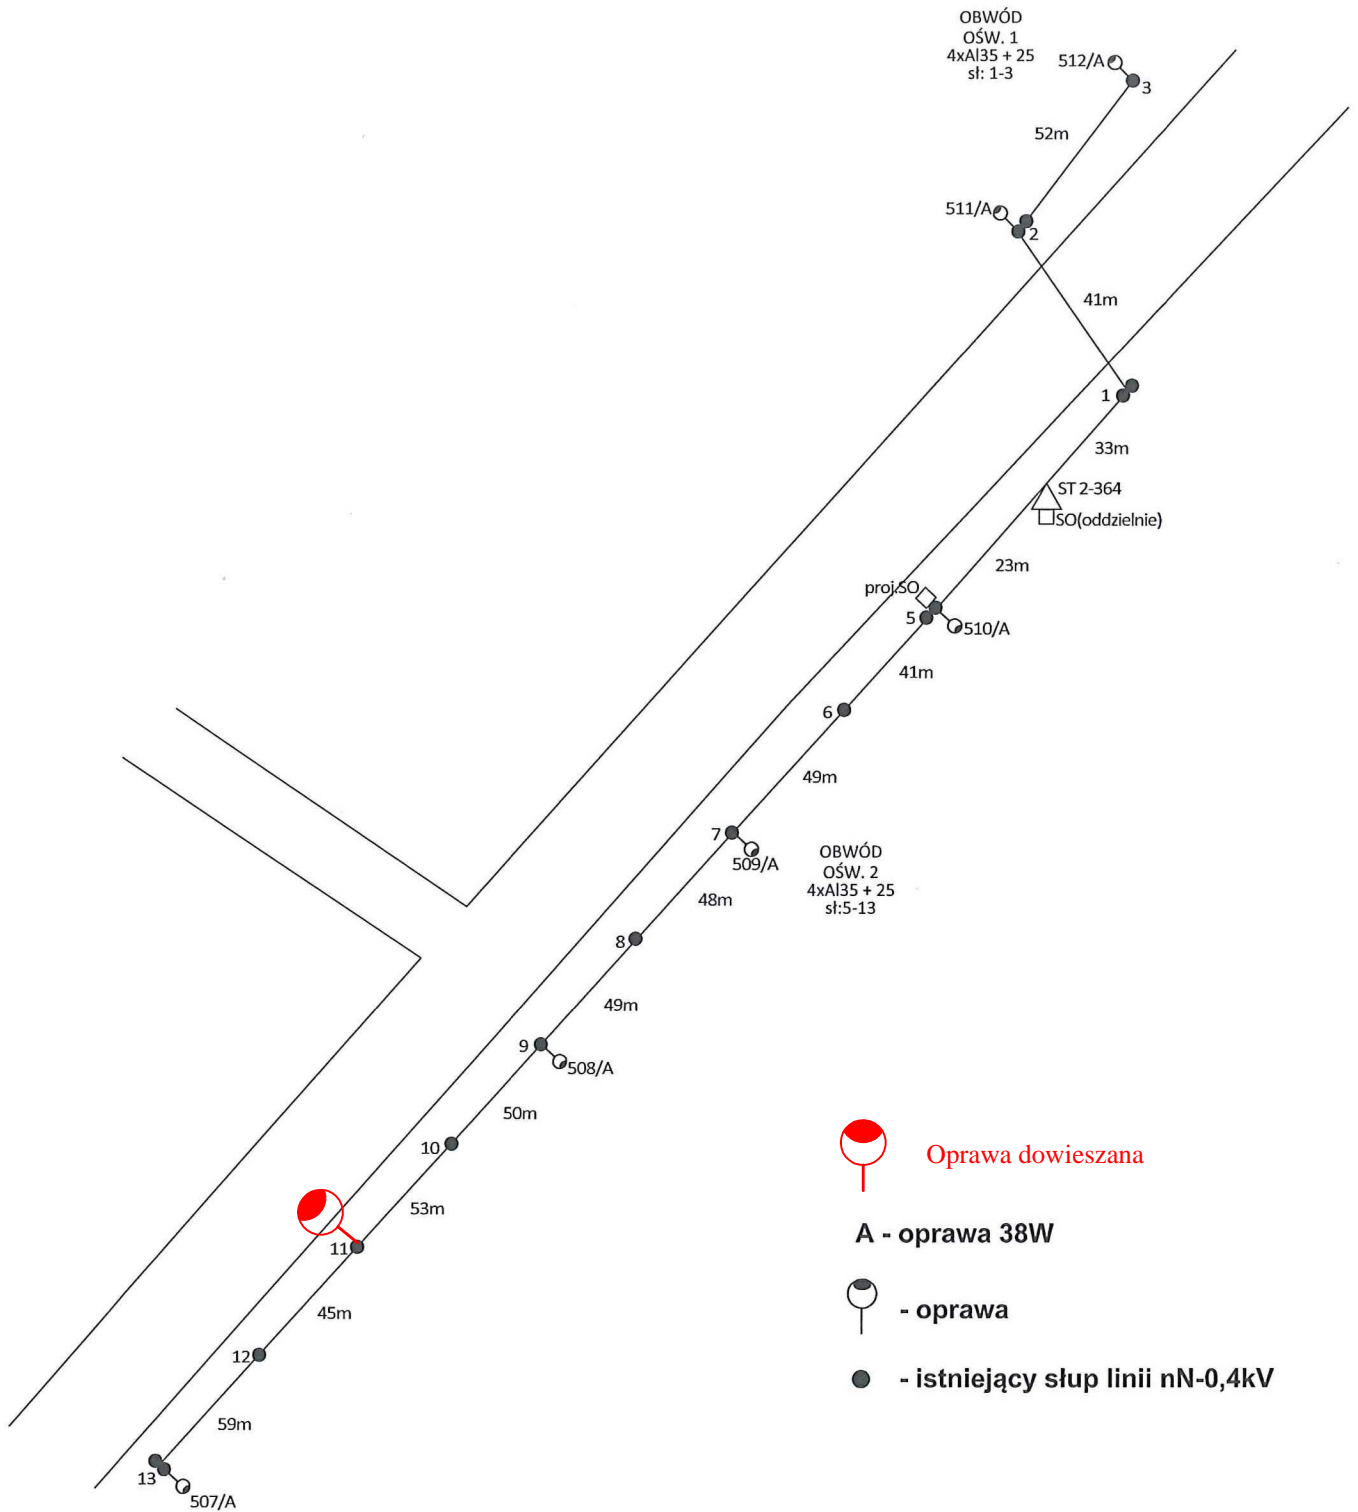 OBWÓD
OŚW. 1
4xAl35 + 25
sł: 1-3
512/A
3
52m
511/A
2
41m
1
33m
ST 2-364
SO(oddzielnie)
23m
proj.SO
5
510/A
41m
6
49m
7
509/A
OBWÓD
OŚW. 2
4xAl35 + 25
sł:5-13
48m
8
49m
9
508/A
50m
10
53m
11
45m
12
59m
13
507/A
Oprawa dowieszana
A - oprawa 38W
- oprawa
- istniejący słup linii nN-0,4kV